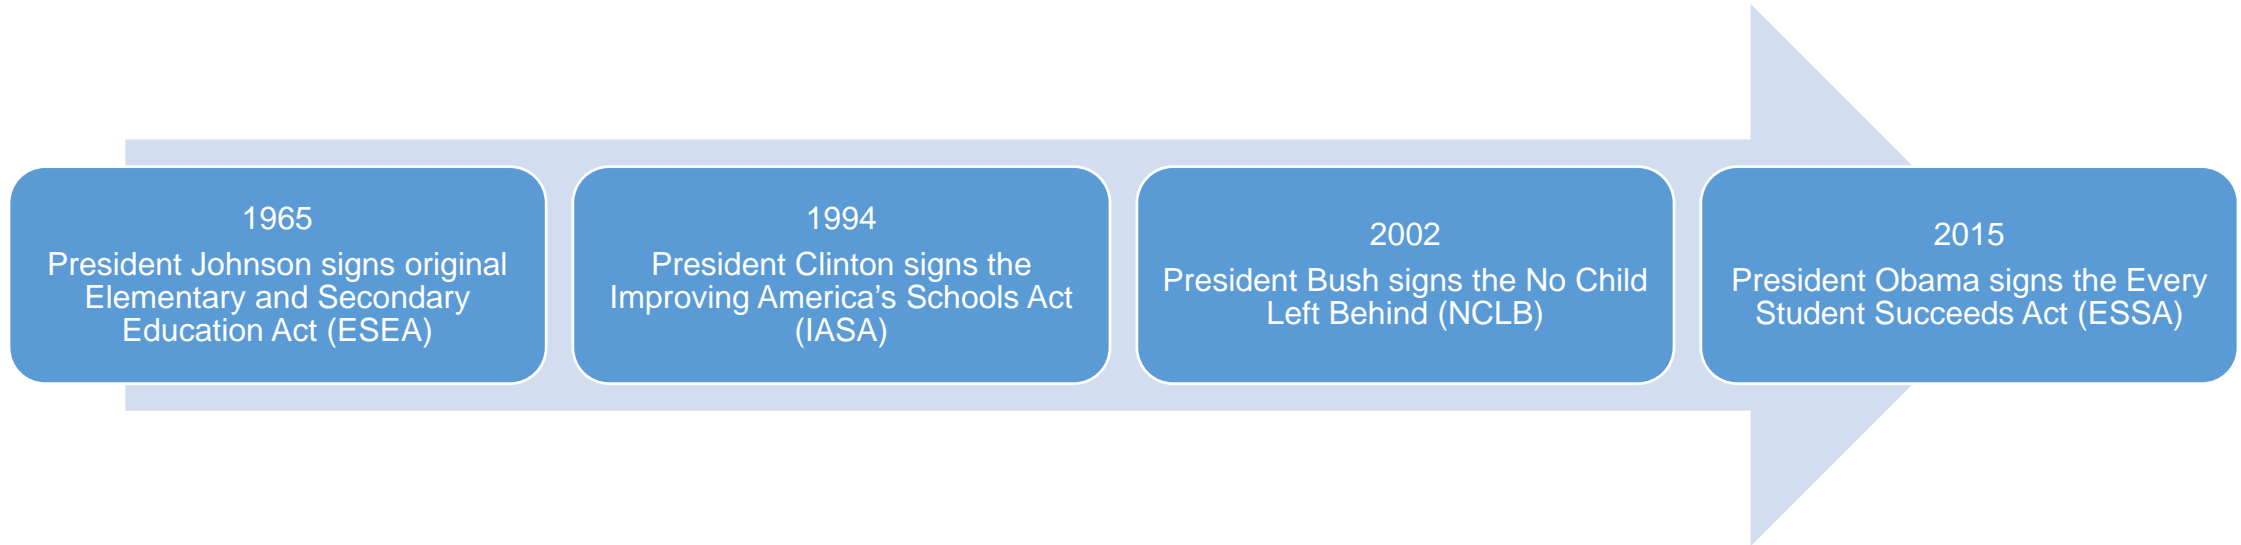 1965
President Johnson signs original
Elementary and Secondary
Education Act (ESEA)
1994
President Clinton signs the
Improving America’s Schools Act
(IASA)
2002
President Bush signs the No Child
Left Behind (NCLB)
2015
President Obama signs the Every
Student Succeeds Act (ESSA)